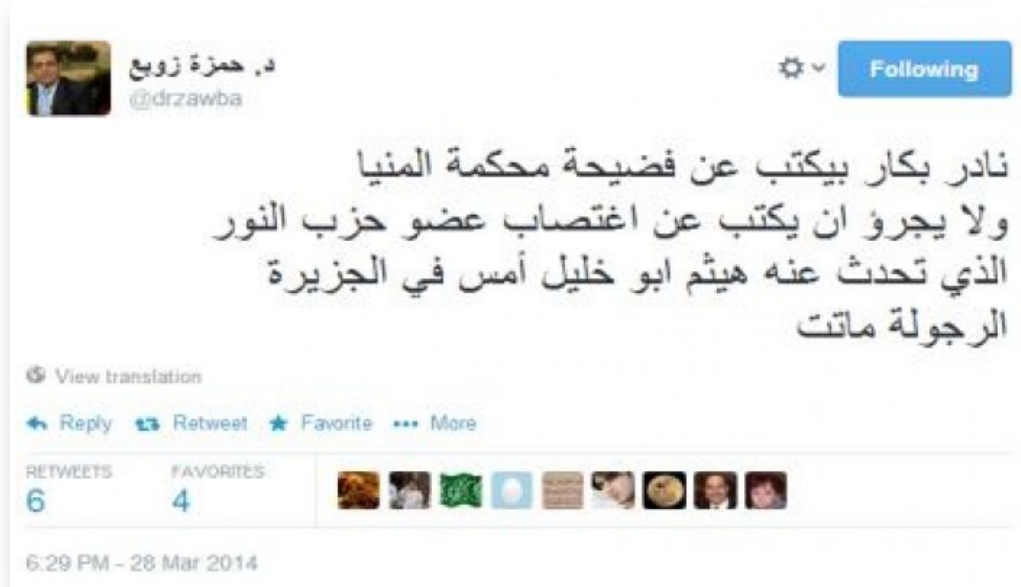 د. حمزة زوبع
@drzawba
Following
نادر بكار بيكتب عن فضيحة محكمة المنيا
ولا يجرؤ ان يكتب عن اغتصاب عضو حزب النور
الذي تحدث عنه هيثم ابو خليل أمس في الجزيرة
الرجولة ماتت
View translation
Reply Retweet Favorite More
RETWEETS FAVORITES
6 4
6:29 PM - 28 Mar 2014